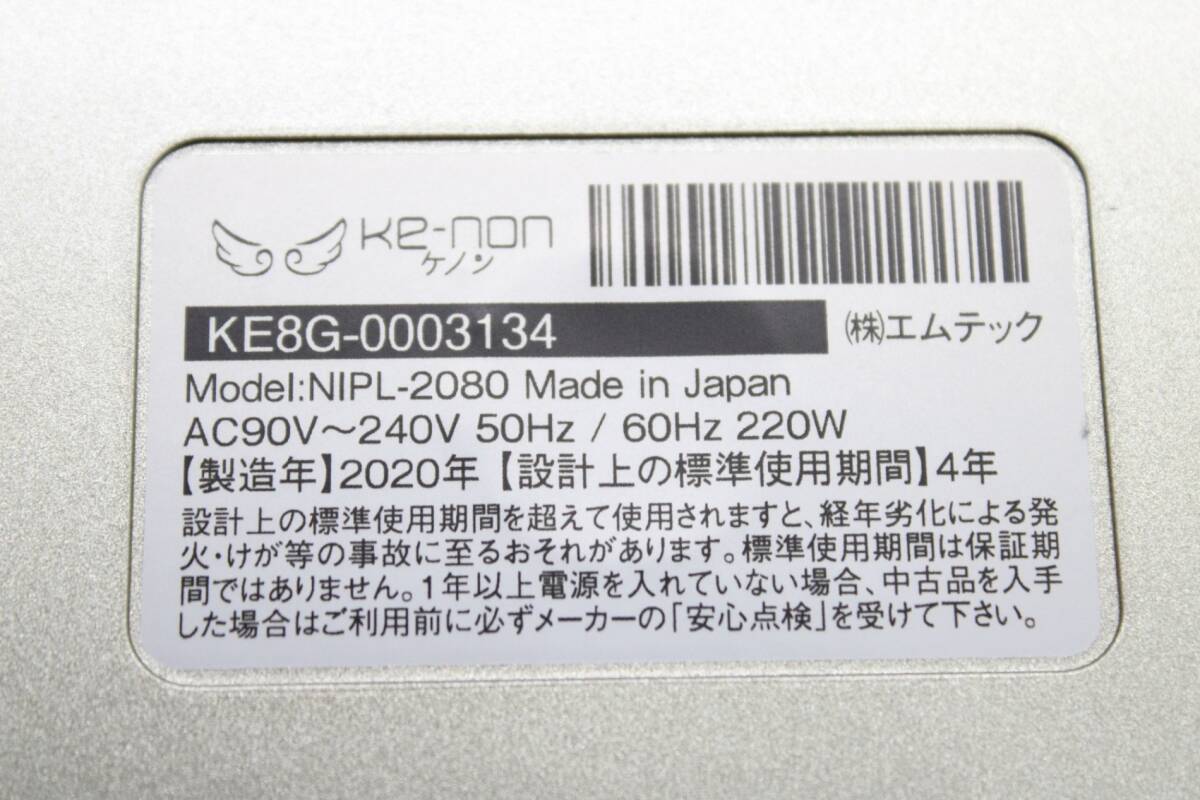 ke-non
ケノン
KE8G-0003134
㈱エムテック
Model:NIPL-2080 Made in Japan
AC90V～240V 50Hz / 60Hz 220W
【製造年】2020年【設計上の標準使用期間】4年
設計上の標準使用期間を超えて使用されますと、経年劣化による発
火・けが等の事故に至るおそれがあります。標準使用期間は保証期
間ではありません。1年以上電源を入れていない場合、中古品を入手
した場合はご利用前に必ずメーカーの「安心点検」を受けて下さい。